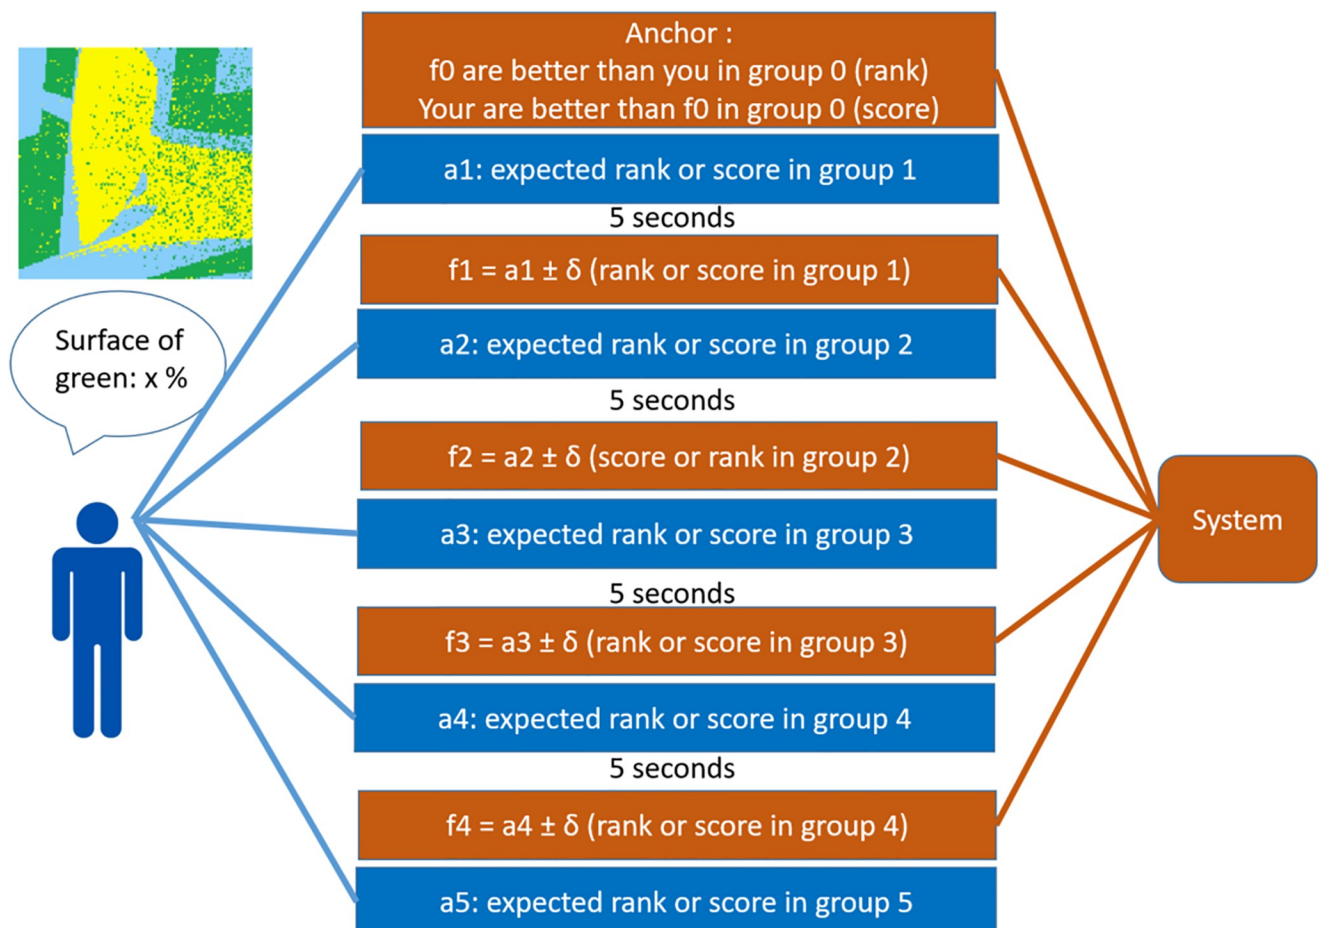 Anchor :
f0 are better than you in group 0 (rank)
Your are better than f0 in group 0 (score)
a1: expected rank or score in group 1
5 seconds
f1 = a1 ± δ (rank or score in group 1)
Surface of
green: x %
a2: expected rank or score in group 2
5 seconds
f2 = a2 ± δ (score or rank in group 2)
a3: expected rank or score in group 3
System
5 seconds
f3 = a3 ± δ (rank or score in group 3)
a4: expected rank or score in group 4
5 seconds
f4 = a4 ± δ (rank or score in group 4)
a5: expected rank or score in group 5